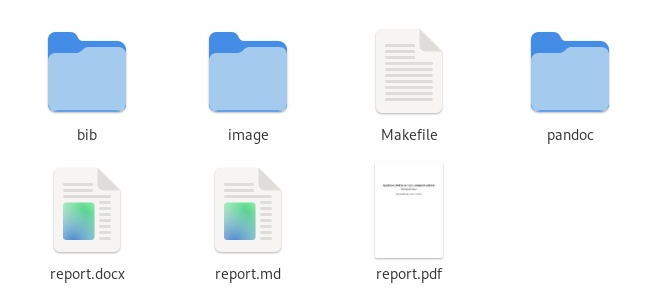 bib
image
Makefile
pandoc
report.docx
report.md
report.pdf